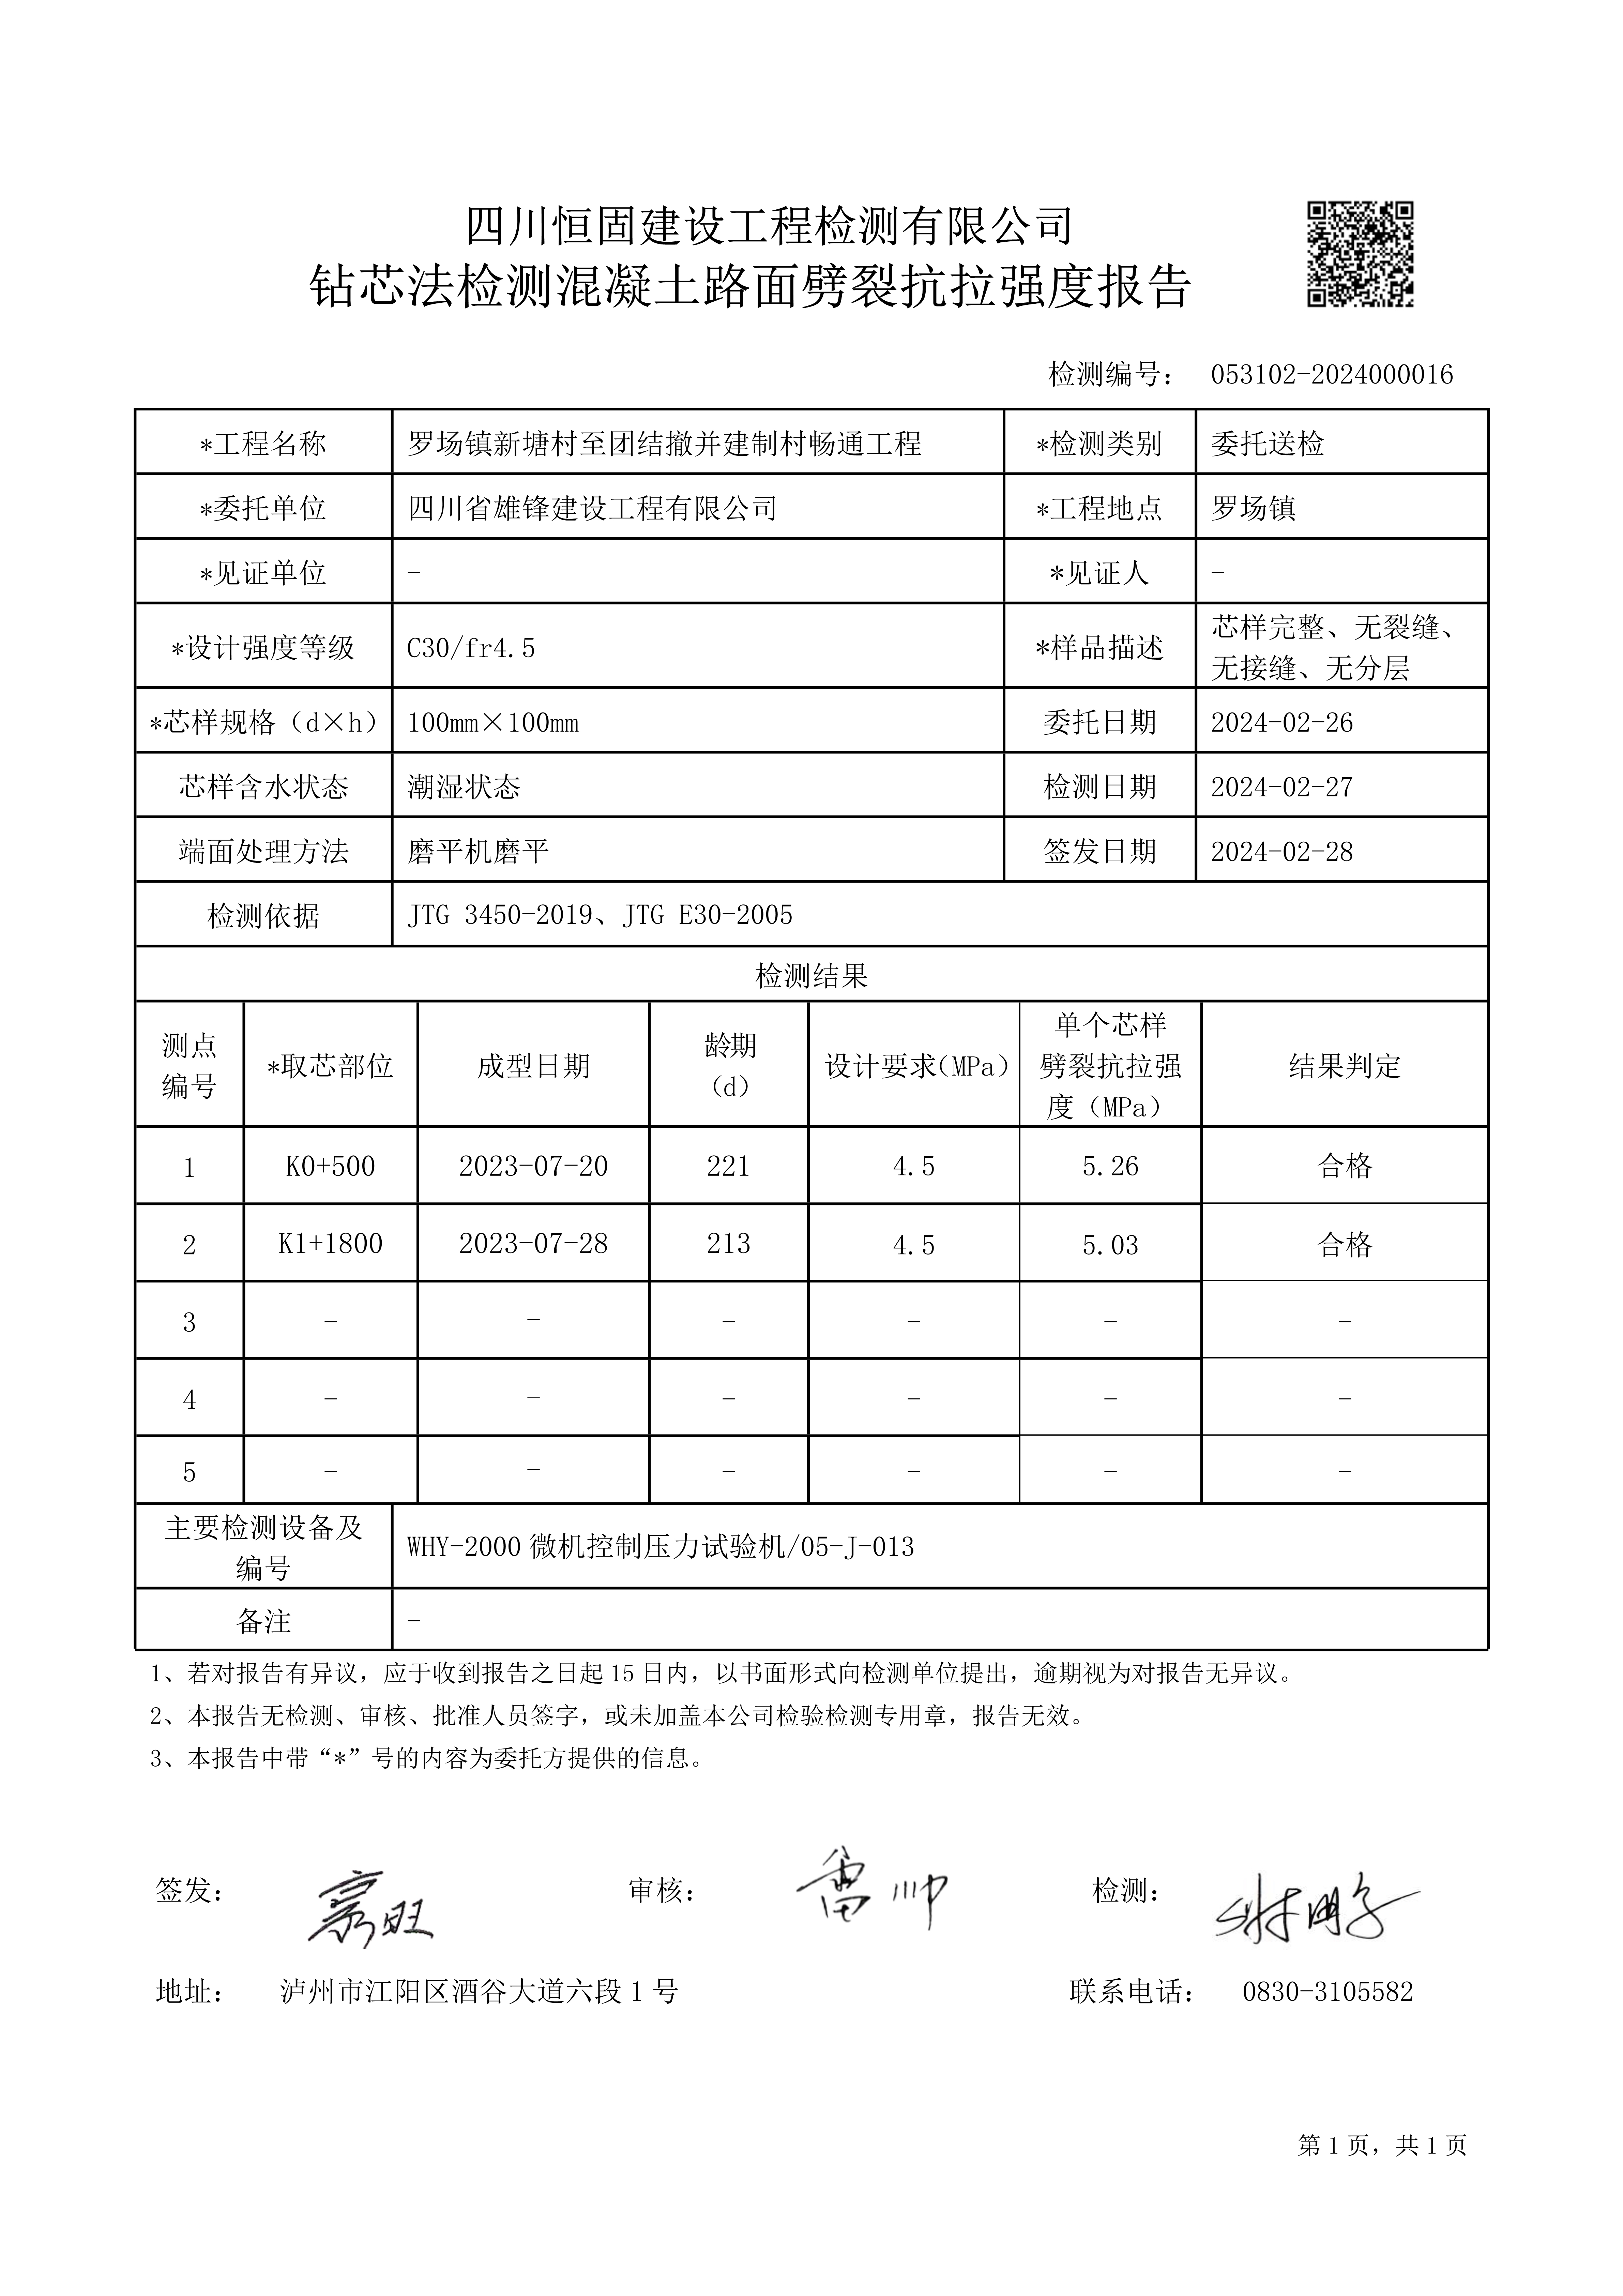 四川恒固建设工程检测有限公司
钻芯法检测混凝土路面劈裂抗拉强度报告
检测编号： 053102-2024000016
*工程名称 罗场镇新塘村至团结撤并建制村畅通工程 *检测类别 委托送检
*委托单位 四川省雄锋建设工程有限公司 *工程地点 罗场镇
*见证单位 - *见证人 -
*设计强度等级 C30/fr4.5 *样品描述 芯样完整、无裂缝、
无接缝、无分层
*芯样规格（d×h） 100mm×100mm 委托日期 2024-02-26
芯样含水状态 潮湿状态 检测日期 2024-02-27
端面处理方法 磨平机磨平 签发日期 2024-02-28
检测依据 JTG 3450-2019、JTG E30-2005
检测结果
测点
编号
*取芯部位
成型日期
龄期
（d）
设计要求(MPa)
单个芯样
劈裂抗拉强
度（MPa）
结果判定
1 K0+500 2023-07-20 221 4.5 5.26 合格
2 K1+1800 2023-07-28 213 4.5 5.03 合格
3 - - - - - -
4 - - - - - -
5 - - - - - -
主要检测设备及
编号
WHY-2000 微机控制压力试验机/05-J-013
备注 -
1、若对报告有异议，应于收到报告之日起 15 日内，以书面形式向检测单位提出，逾期视为对报告无异议。
2、本报告无检测、审核、批准人员签字，或未加盖本公司检验检测专用章，报告无效。
3、本报告中带“*”号的内容为委托方提供的信息。
签发： 审核： 雷帅 检测：
地址： 泸州市江阳区酒谷大道六段 1 号 联系电话： 0830-3105582
第 1 页，共 1 页